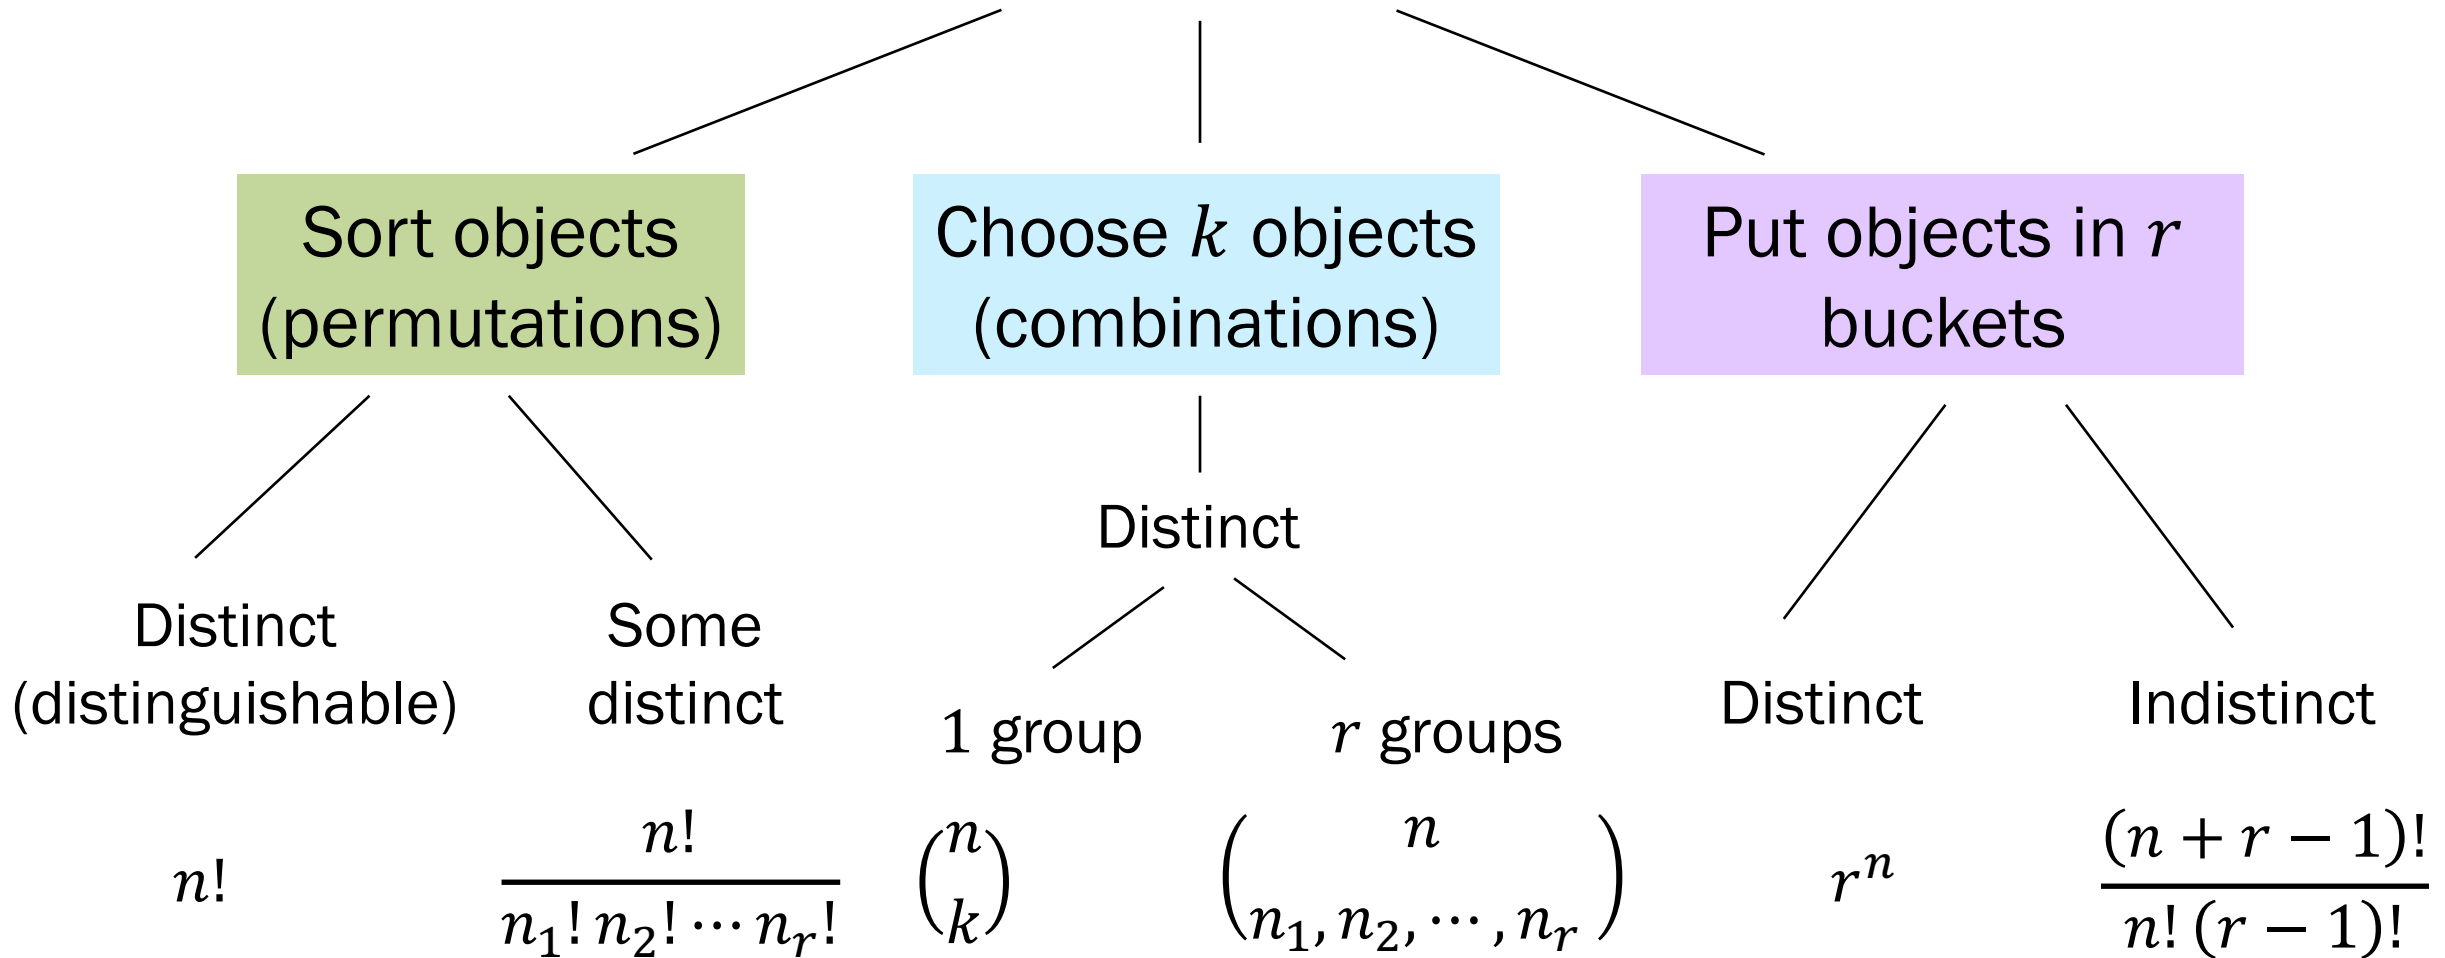 Sort objects
(permutations)
Choose k objects
(combinations)
Put objects in r
buckets
Distinct
(distinguishable)
Some
distinct
Distinct
1 group
r groups
Distinct
Indistinct
n!
n!
n₁! n₂! ⋯ nᵣ!
(n
k)
(n
n₁, n₂, ⋯ , nᵣ)
rⁿ
(n + r − 1)!
n! (r − 1)!